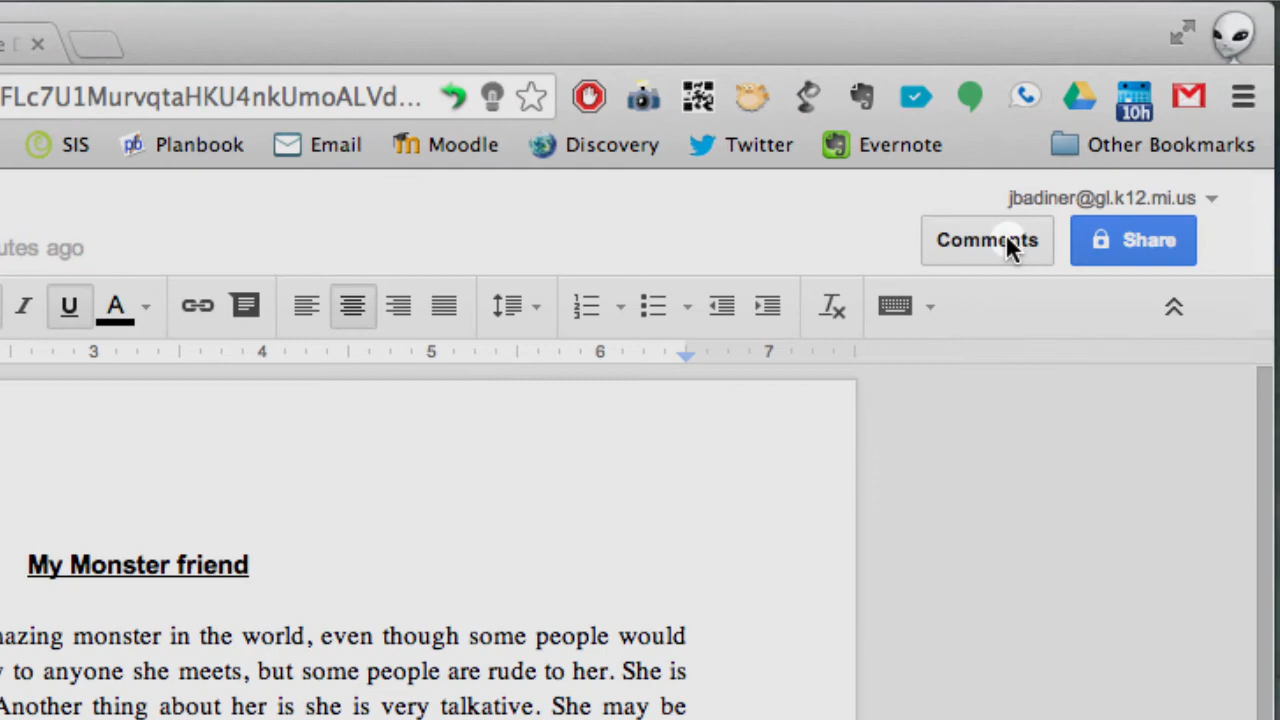 FLc7U1MurvqtaHKU4nkUmoALVd...
10h
SIS pb Planbook Email Moodle Discovery Twitter Evernote Other Bookmarks
jbadiner@gl.k12.mi.us
utes ago Comments Share
I U A
3 4 5 6 7
My Monster friend
nazing monster in the world, even though some people would
to anyone she meets, but some people are rude to her. She is
Another thing about her is she is very talkative. She may be